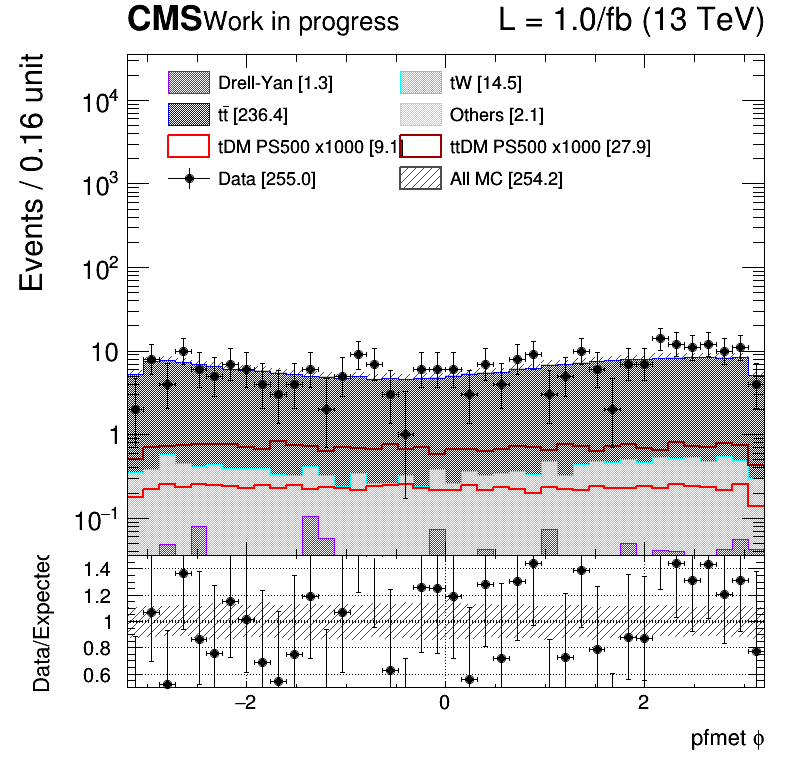 CMS Work in progress L = 1.0/fb (13 TeV)
Events / 0.16 unit
Drell-Yan [1.3] tW [14.5]
tt̄ [236.4] Others [2.1]
tDM PS500 x1000 [9.1 ttDM PS500 x1000 [27.9]
Data [255.0] All MC [254.2]
10⁴
10³
10²
10
1
10⁻¹
Data/Expected
1.4
1.2
1
0.8
0.6
−2 0 2
pfmet ϕ